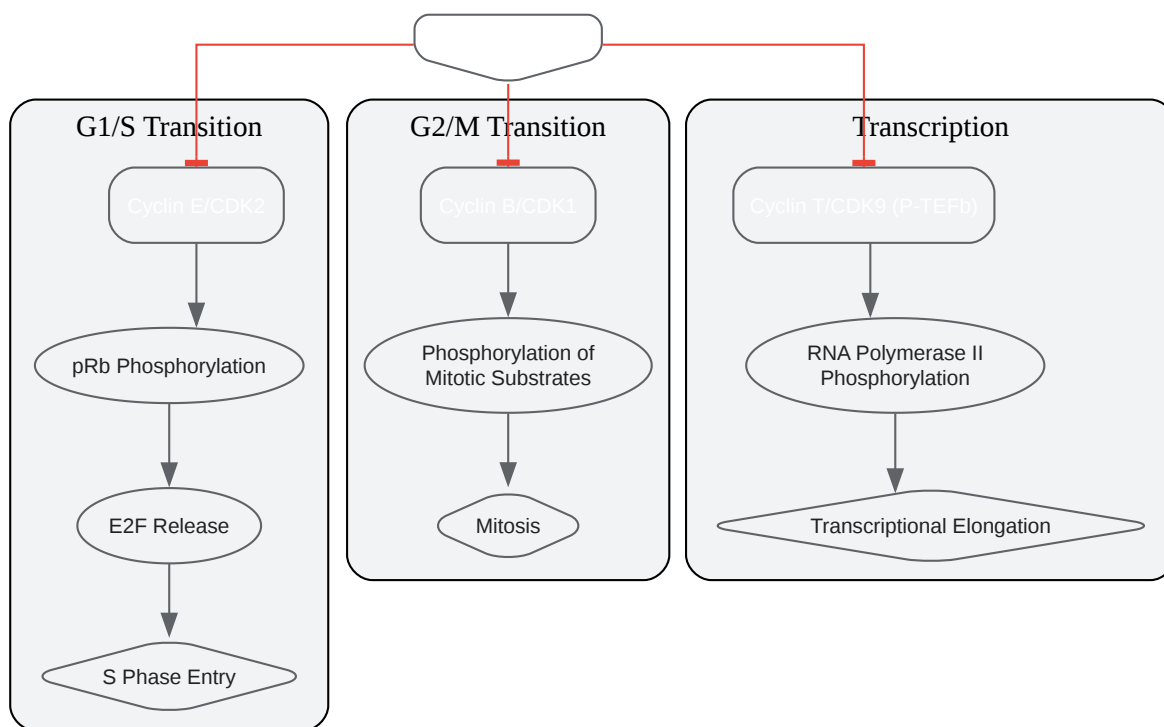 G1/S Transition
G2/M Transition
Transcription
Cyclin E/CDK2
Cyclin B/CDK1
Cyclin T/CDK9 (P-TEFb)
pRb Phosphorylation
Phosphorylation of
Mitotic Substrates
RNA Polymerase II
Phosphorylation
E2F Release
Mitosis
Transcriptional Elongation
S Phase Entry